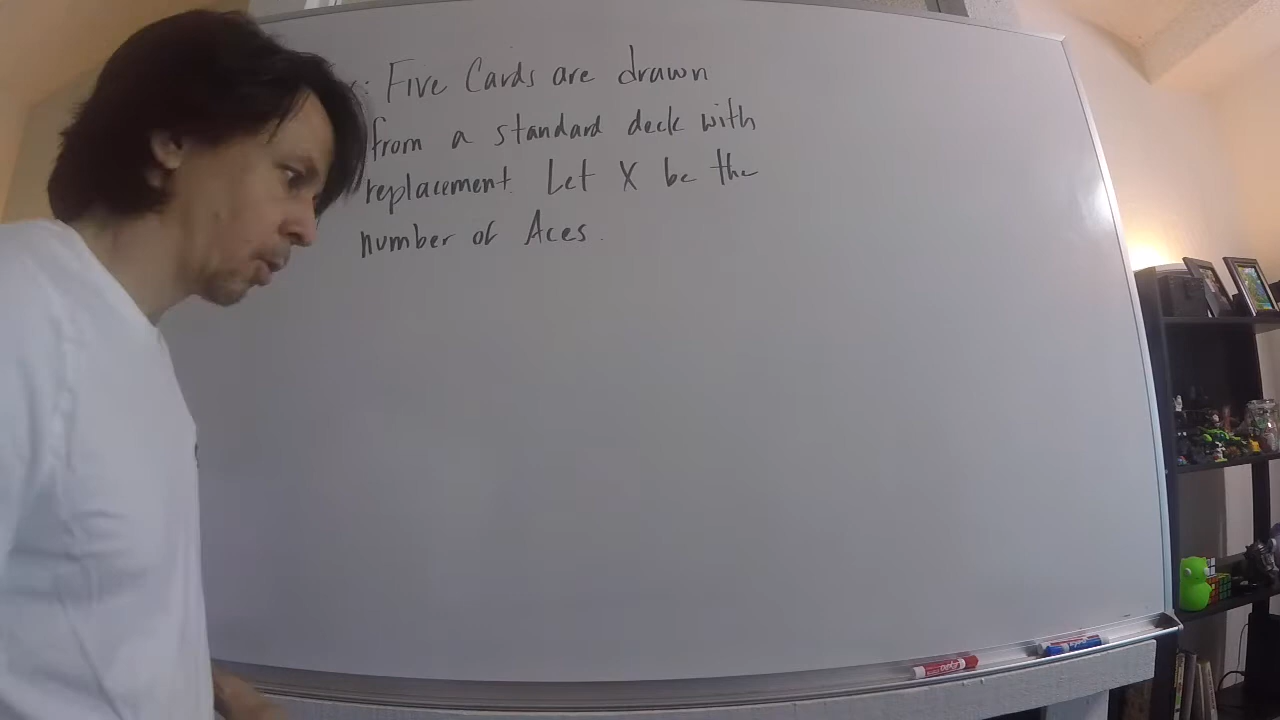 : Five Cards are drawn
from a standard deck with
replacement. Let X be the
number of Aces.